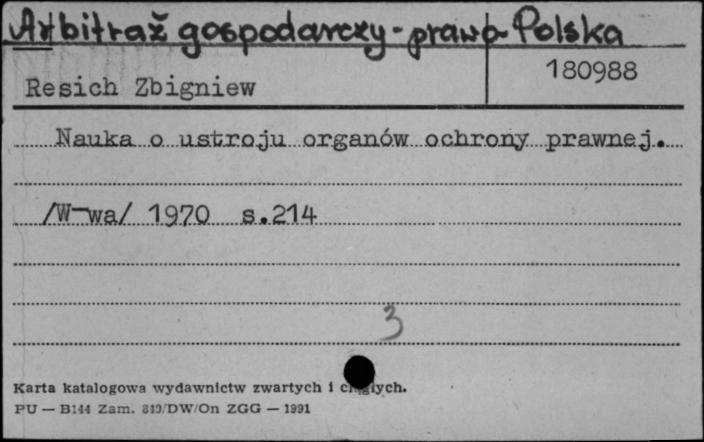 Arbitraż gospodarczy - prawo - Polska
180988
Resich Zbigniew
Nauka o ustroju organów ochrony prawnej.
/W-wa/ 1970 s.214
3
Karta katalogowa wydawnictw zwartych i ciągłych.
PU — B144 Zam. /DW/On ZGG — 1991